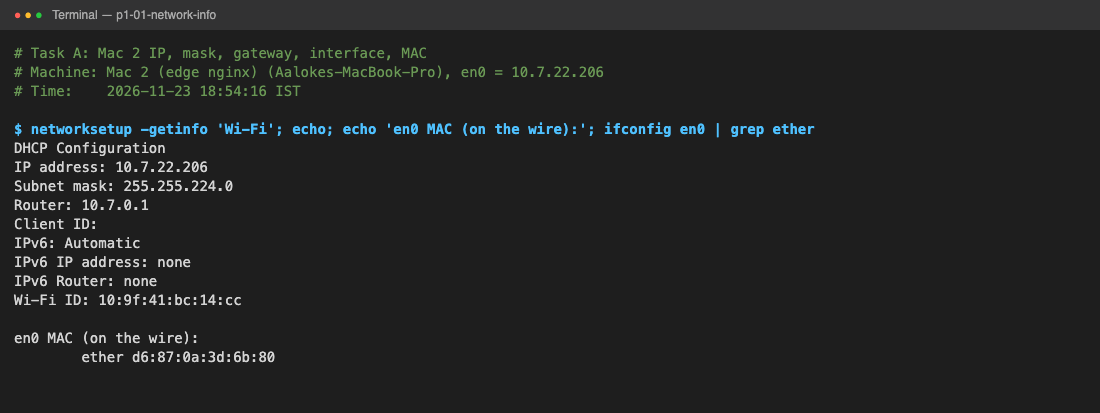 Terminal — p1-01-network-info
# Task A: Mac 2 IP, mask, gateway, interface, MAC
# Machine: Mac 2 (edge nginx) (Aalokes-MacBook-Pro), en0 = 10.7.22.206
# Time:    2026-11-23 18:54:16 IST
$ networksetup -getinfo 'Wi-Fi'; echo; echo 'en0 MAC (on the wire):'; ifconfig en0 | grep ether
DHCP Configuration
IP address: 10.7.22.206
Subnet mask: 255.255.224.0
Router: 10.7.0.1
Client ID:
IPv6: Automatic
IPv6 IP address: none
IPv6 Router: none
Wi-Fi ID: 10:9f:41:bc:14:cc
en0 MAC (on the wire):
ether d6:87:0a:3d:6b:80